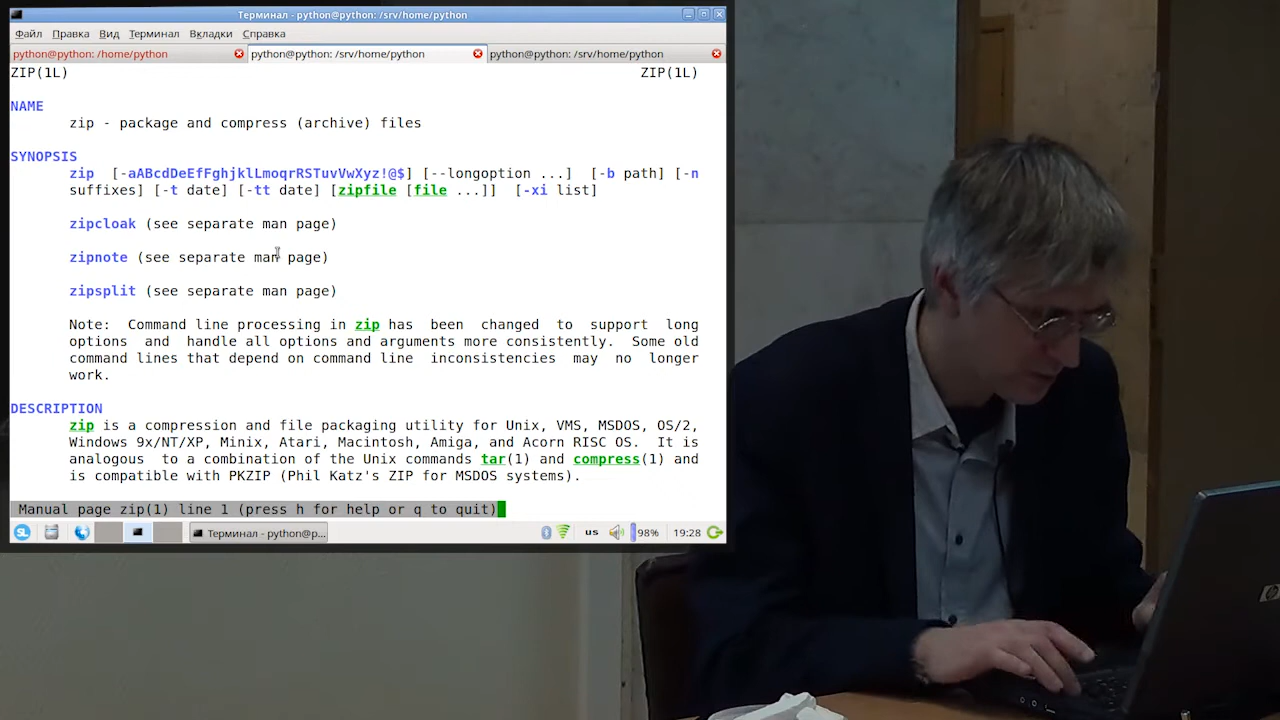 Терминал - python@python: /srv/home/python
Файл Правка Вид Терминал Вкладки Справка
python@python: /home/python python@python: /srv/home/python python@python: /srv/home/python
ZIP(1L) ZIP(1L)
NAME
zip - package and compress (archive) files
SYNOPSIS
zip [-aABcdDeEfFghjklLmoqrRSTuvVwXyz!@$] [--longoption ...] [-b path] [-n
suffixes] [-t date] [-tt date] [zipfile [file ...]] [-xi list]
zipcloak (see separate man page)
zipnote (see separate man page)
zipsplit (see separate man page)
Note: Command line processing in zip has been changed to support long
options and handle all options and arguments more consistently. Some old
command lines that depend on command line inconsistencies may no longer
work.
DESCRIPTION
zip is a compression and file packaging utility for Unix, VMS, MSDOS, OS/2,
Windows 9x/NT/XP, Minix, Atari, Macintosh, Amiga, and Acorn RISC OS. It is
analogous to a combination of the Unix commands tar(1) and compress(1) and
is compatible with PKZIP (Phil Katz's ZIP for MSDOS systems).
Manual page zip(1) line 1 (press h for help or q to quit)
Терминал - python@p... us 98% 19:28
hp